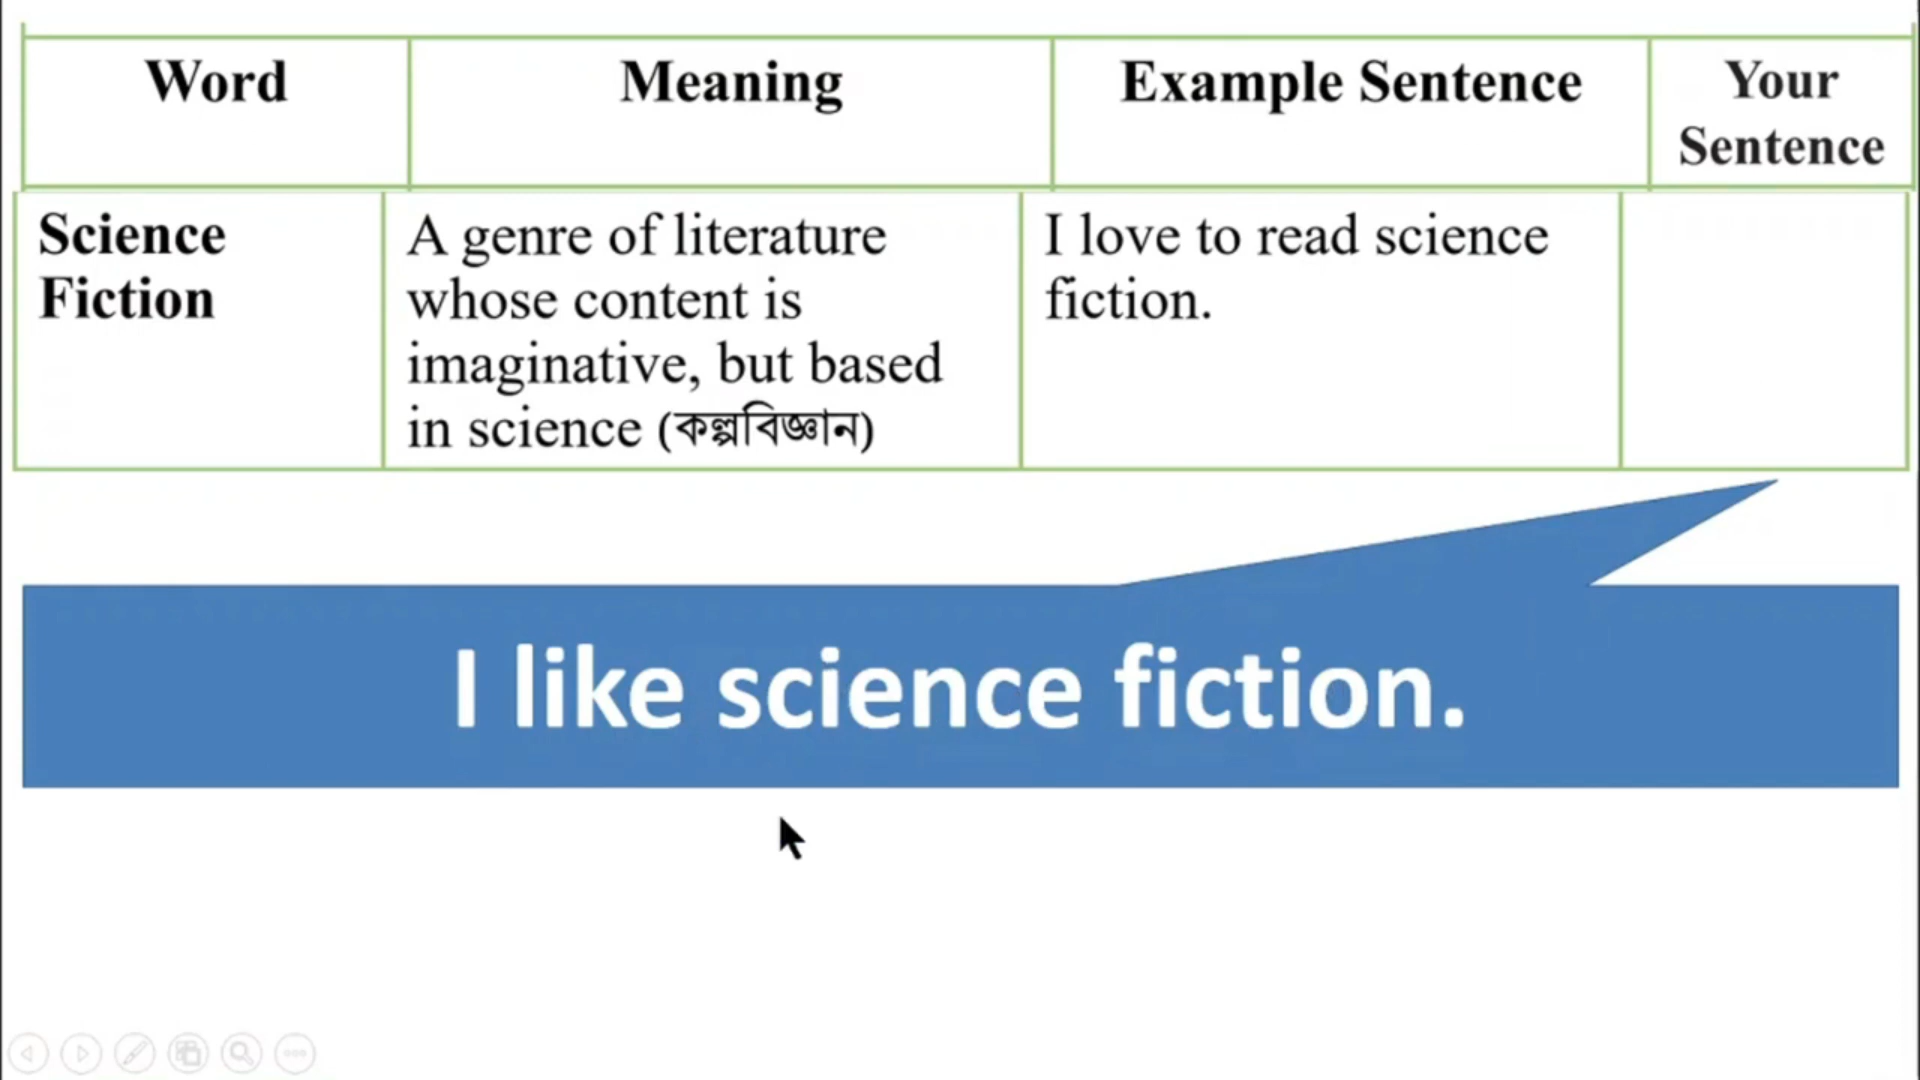 Word
Meaning
Example Sentence
Your
Sentence
Science
Fiction
A genre of literature
whose content is
imaginative, but based
in science (কল্পবিজ্ঞান)
I love to read science
fiction.
I like science fiction.